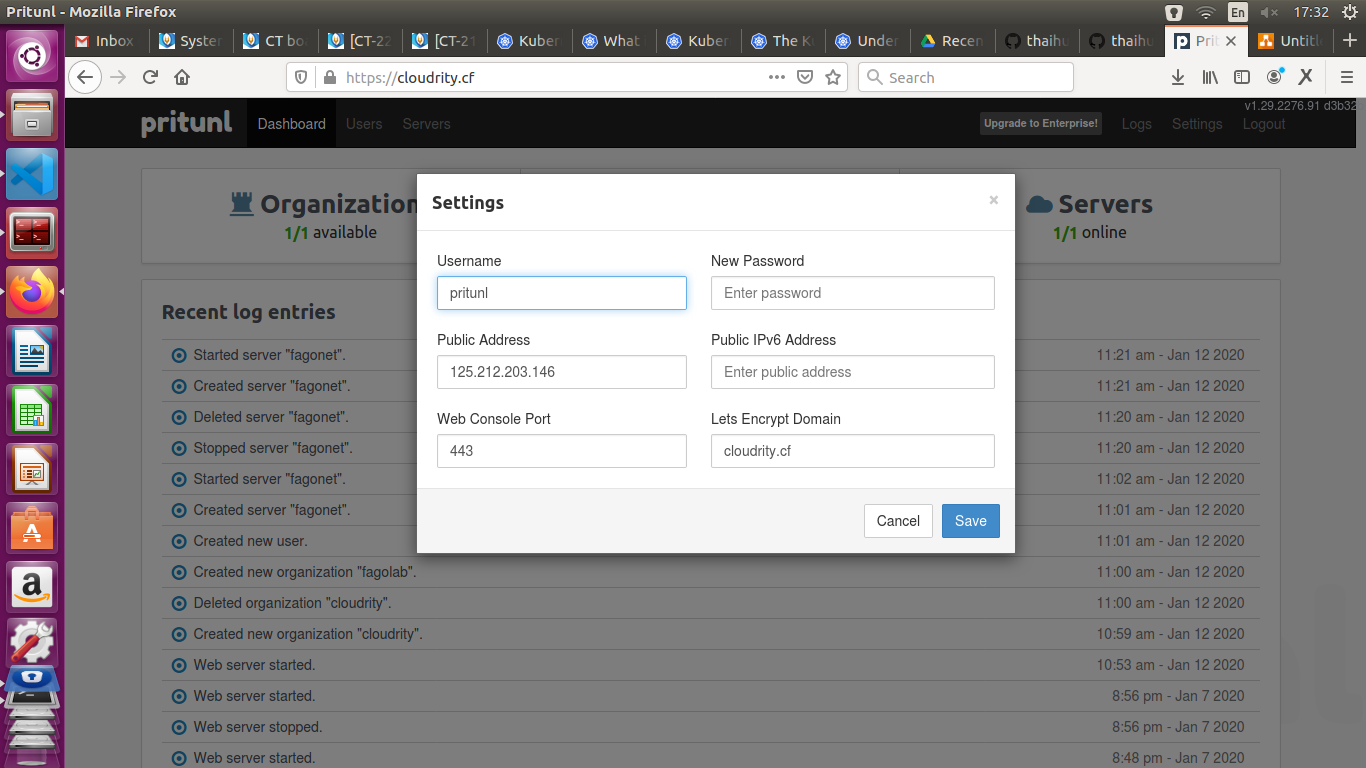 Pritunl - Mozilla Firefox
En
17:32
Inbox
Syster
CT bo
[CT-22
[CT-21
Kuber
What
Kuber
The K
Under
Recen
thaihu
thaihu
Prit
Untitl
https://cloudrity.cf
Search
v1.29.2276.91 d3b32
pritunl
Dashboard
Users
Servers
Upgrade to Enterprise!
Logs
Settings
Logout
Organization
1/1 available
Servers
1/1 online
Settings
×
Username
New Password
pritunl
Enter password
Public Address
Public IPv6 Address
125.212.203.146
Enter public address
Web Console Port
Lets Encrypt Domain
443
cloudrity.cf
Cancel
Save
Recent log entries
Started server "fagonet".
11:21 am - Jan 12 2020
Created server "fagonet".
11:21 am - Jan 12 2020
Deleted server "fagonet".
11:20 am - Jan 12 2020
Stopped server "fagonet".
11:20 am - Jan 12 2020
Started server "fagonet".
11:02 am - Jan 12 2020
Created server "fagonet".
11:01 am - Jan 12 2020
Created new user.
11:01 am - Jan 12 2020
Created new organization "fagolab".
11:00 am - Jan 12 2020
Deleted organization "cloudrity".
11:00 am - Jan 12 2020
Created new organization "cloudrity".
10:59 am - Jan 12 2020
Web server started.
10:53 am - Jan 12 2020
Web server started.
8:56 pm - Jan 7 2020
Web server stopped.
8:56 pm - Jan 7 2020
Web server started.
8:48 pm - Jan 7 2020